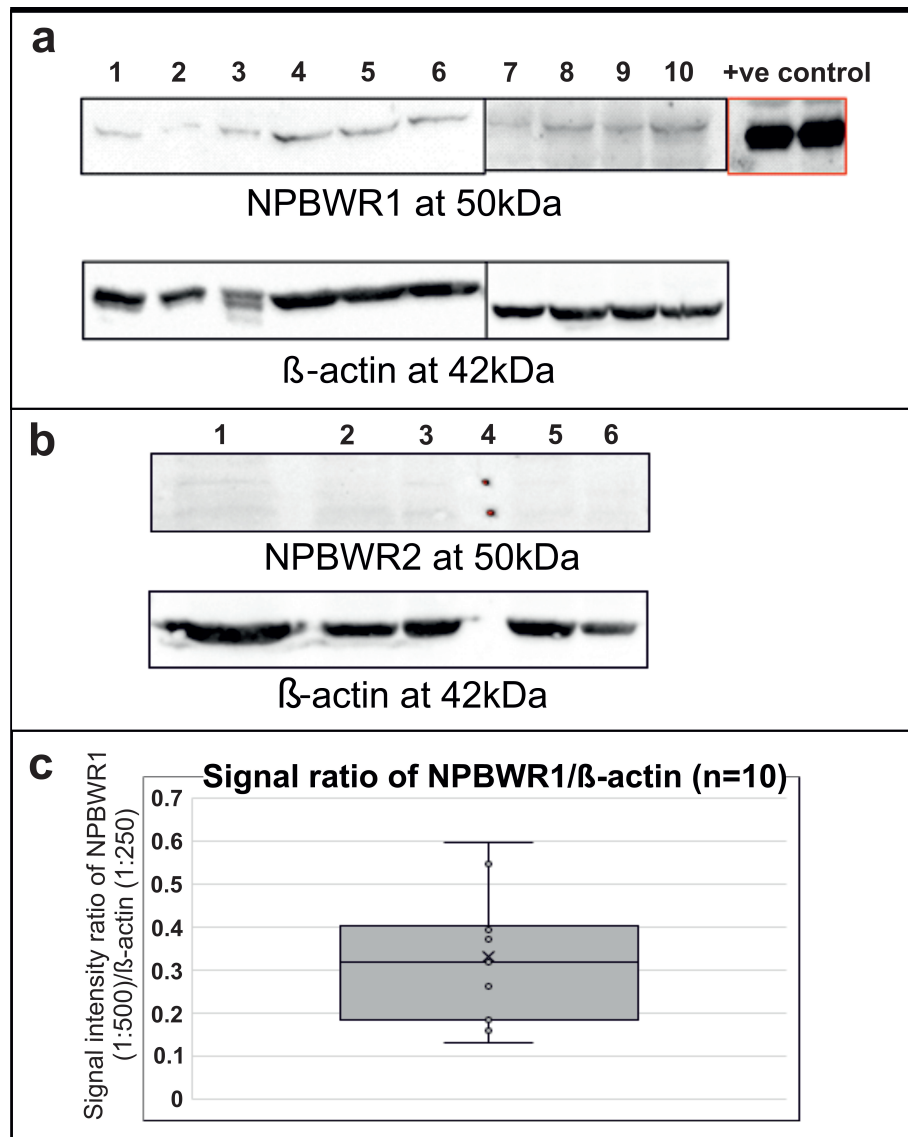 a
1 2 3 4 5 6 7 8 9 10 +ve control
NPBWR1 at 50kDa
ß-actin at 42kDa
b
1 2 3 4 5 6
NPBWR2 at 50kDa
ß-actin at 42kDa
c
Signal ratio of NPBWR1/ß-actin (n=10)
Signal intensity ratio of NPBWR1
(1:500)/ß-actin (1:250)
0.7
0.6
0.5
0.4
0.3
0.2
0.1
0